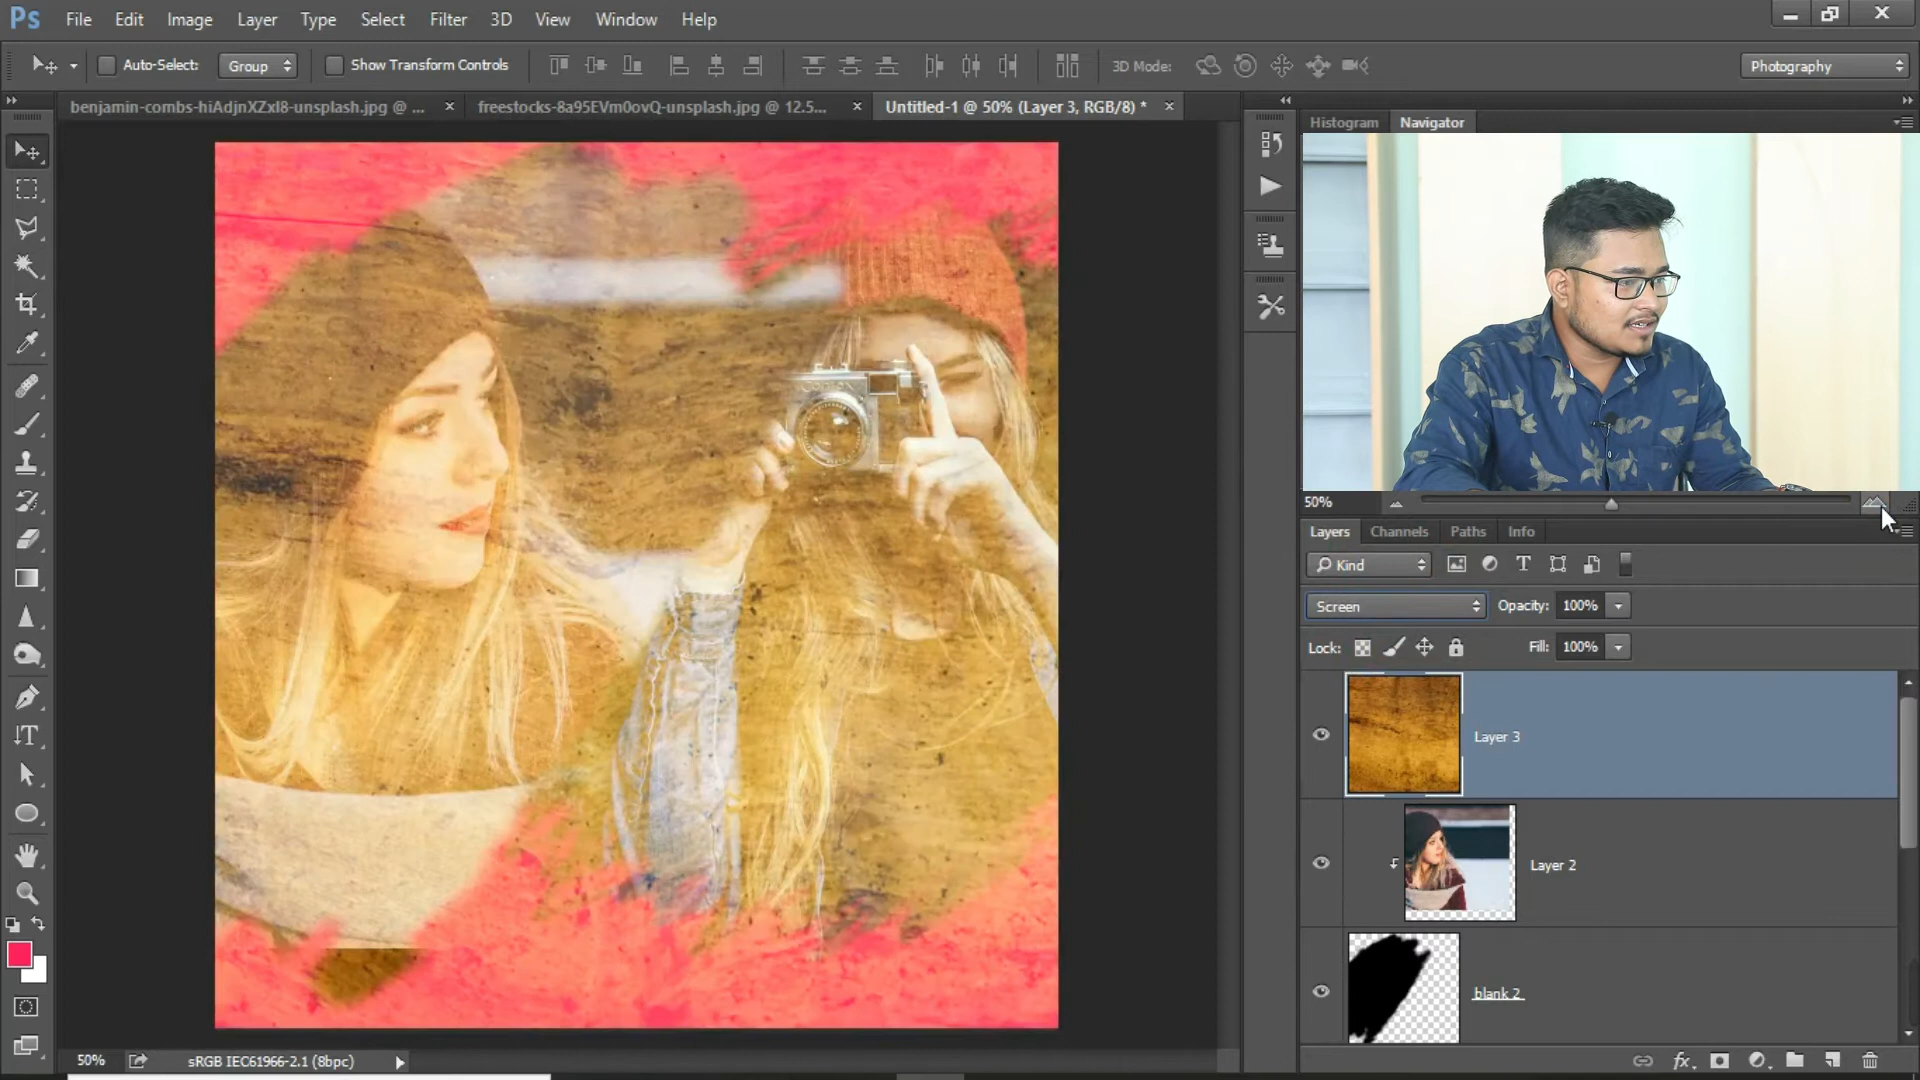 Ps File Edit Image Layer Type Select Filter 3D View Window Help
Auto-Select: Group Show Transform Controls 3D Mode: Photography
benjamin-combs-hiAdjnXZxI8-unsplash.jpg @ ... × freestocks-8a95EVm0ovQ-unsplash.jpg @ 12.5... × Untitled-1 @ 50% (Layer 3, RGB/8) * ×
Histogram Navigator
50%
Layers Channels Paths Info
Kind
Screen Opacity: 100%
Lock: Fill: 100%
Layer 3
Layer 2
blank 2
50% sRGB IEC61966-2.1 (8bpc)